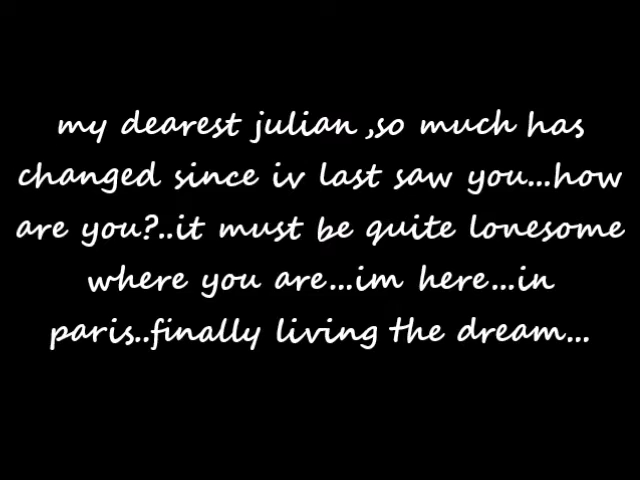 my dearest julian ,so much has
changed since iv last saw you...how
are you?..it must be quite lonesome
where you are...im here...in
paris..finally living the dream...